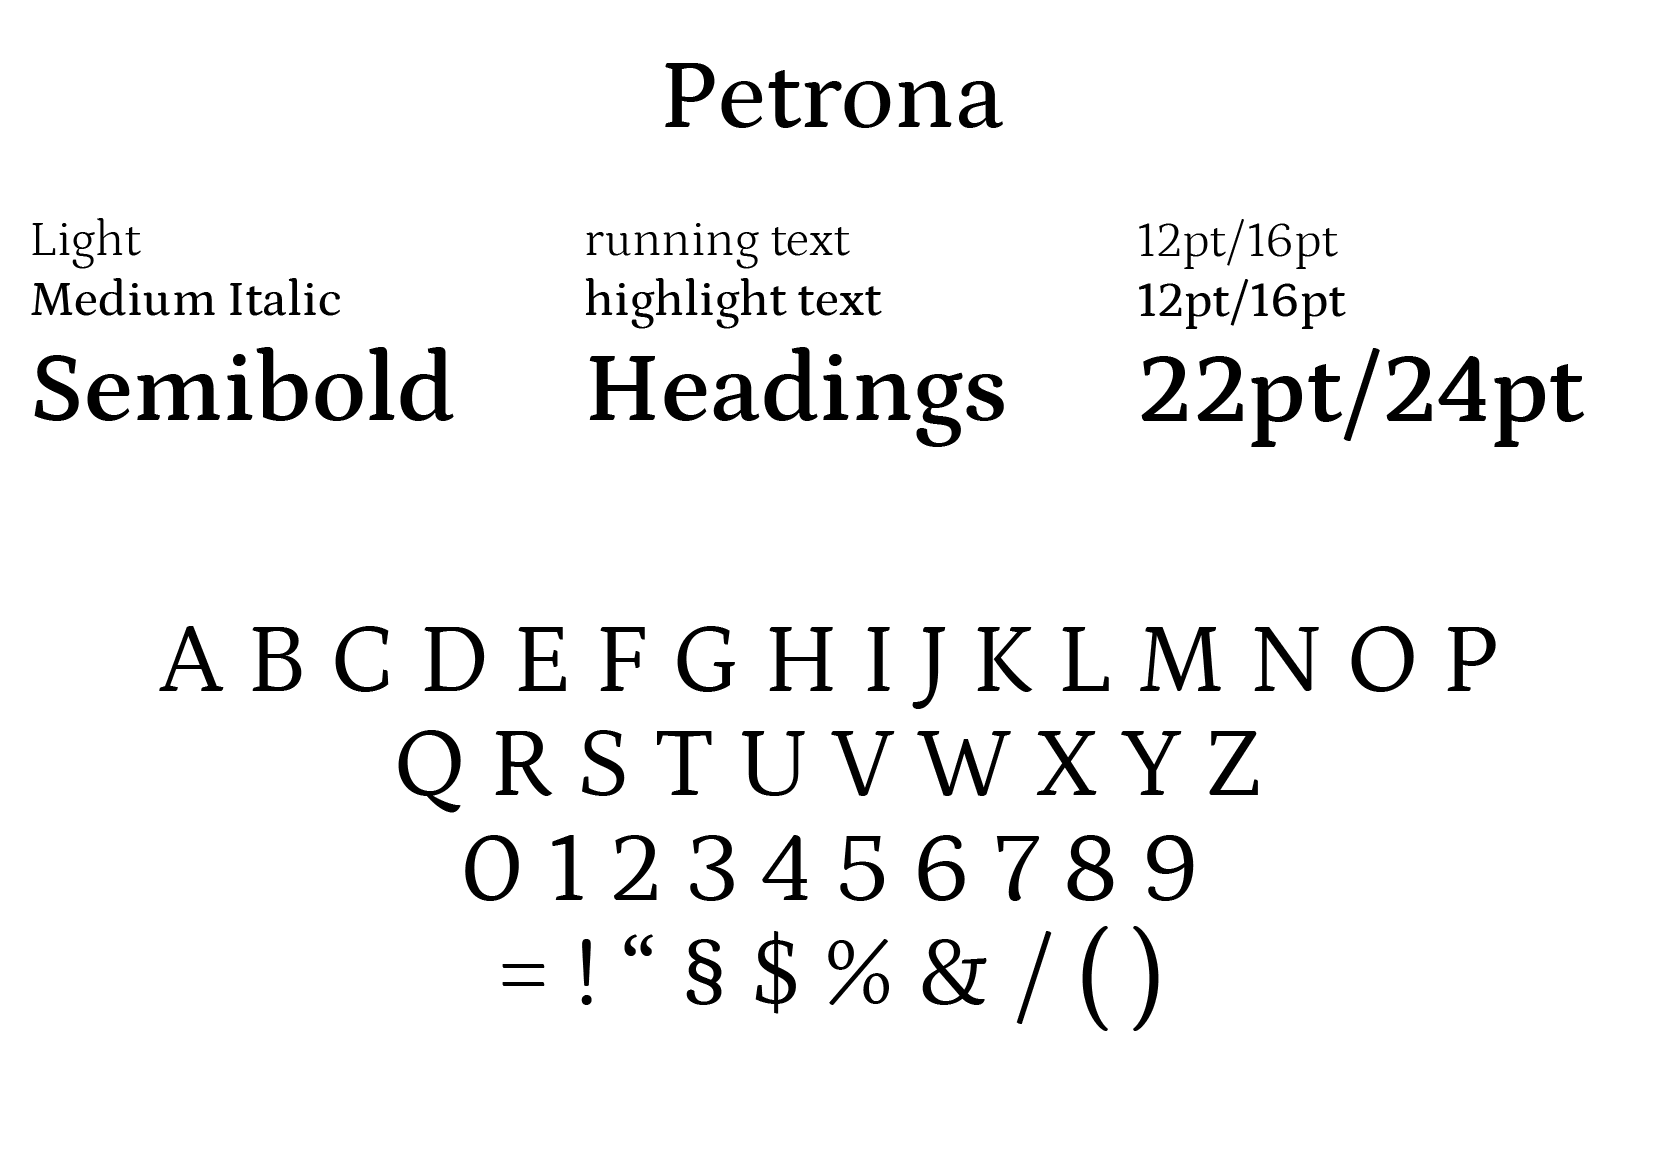 Petrona
Light running text 12pt/16pt
Medium Italic highlight text 12pt/16pt
Semibold Headings 22pt/24pt
A B C D E F G H I J K L M N O P
Q R S T U V W X Y Z
0 1 2 3 4 5 6 7 8 9
= ! “ § $ % & / ( )